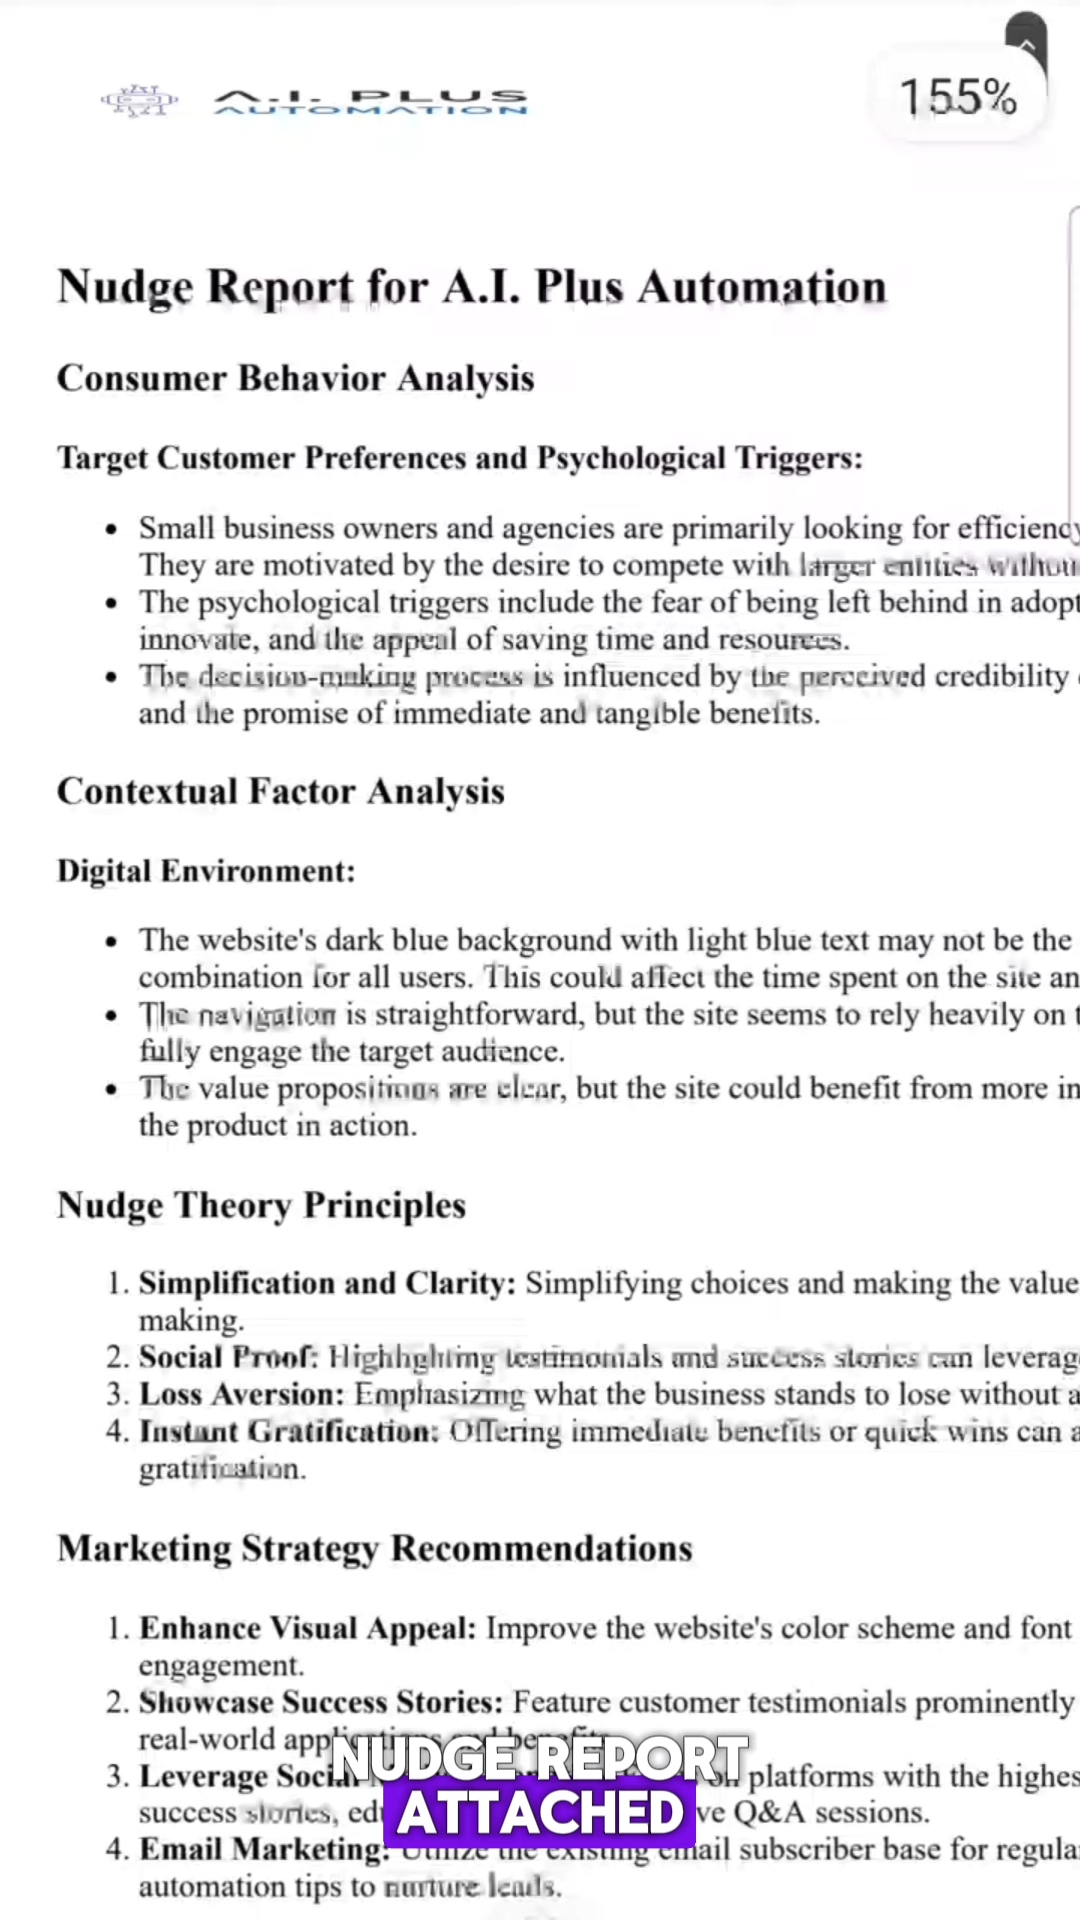 A.I. PLUS
AUTOMATION
155%
Nudge Report for A.I. Plus Automation
Consumer Behavior Analysis
Target Customer Preferences and Psychological Triggers:
• Small business owners and agencies are primarily looking for efficiency
They are motivated by the desire to compete with larger entities without
• The psychological triggers include the fear of being left behind in adopt
innovate, and the appeal of saving time and resources.
• The decision-making process is influenced by the perceived credibility
and the promise of immediate and tangible benefits.
Contextual Factor Analysis
Digital Environment:
• The website's dark blue background with light blue text may not be the
combination for all users. This could affect the time spent on the site an
• The navigation is straightforward, but the site seems to rely heavily on t
fully engage the target audience.
• The value propositions are clear, but the site could benefit from more in
the product in action.
Nudge Theory Principles
1. Simplification and Clarity: Simplifying choices and making the value
making.
2. Social Proof: Highlighting testimonials and success stories can leverag
3. Loss Aversion: Emphasizing what the business stands to lose without a
4. Instant Gratification: Offering immediate benefits or quick wins can a
gratification.
Marketing Strategy Recommendations
1. Enhance Visual Appeal: Improve the website's color scheme and font
engagement.
2. Showcase Success Stories: Feature customer testimonials prominently
real-world applications and benefits.
3. Leverage Social on platforms with the highes
success stories, edu ve Q&A sessions.
4. Email Marketing: Utilize the existing email subscriber base for regula
automation tips to nurture leads.
NUDGE REPORT
ATTACHED